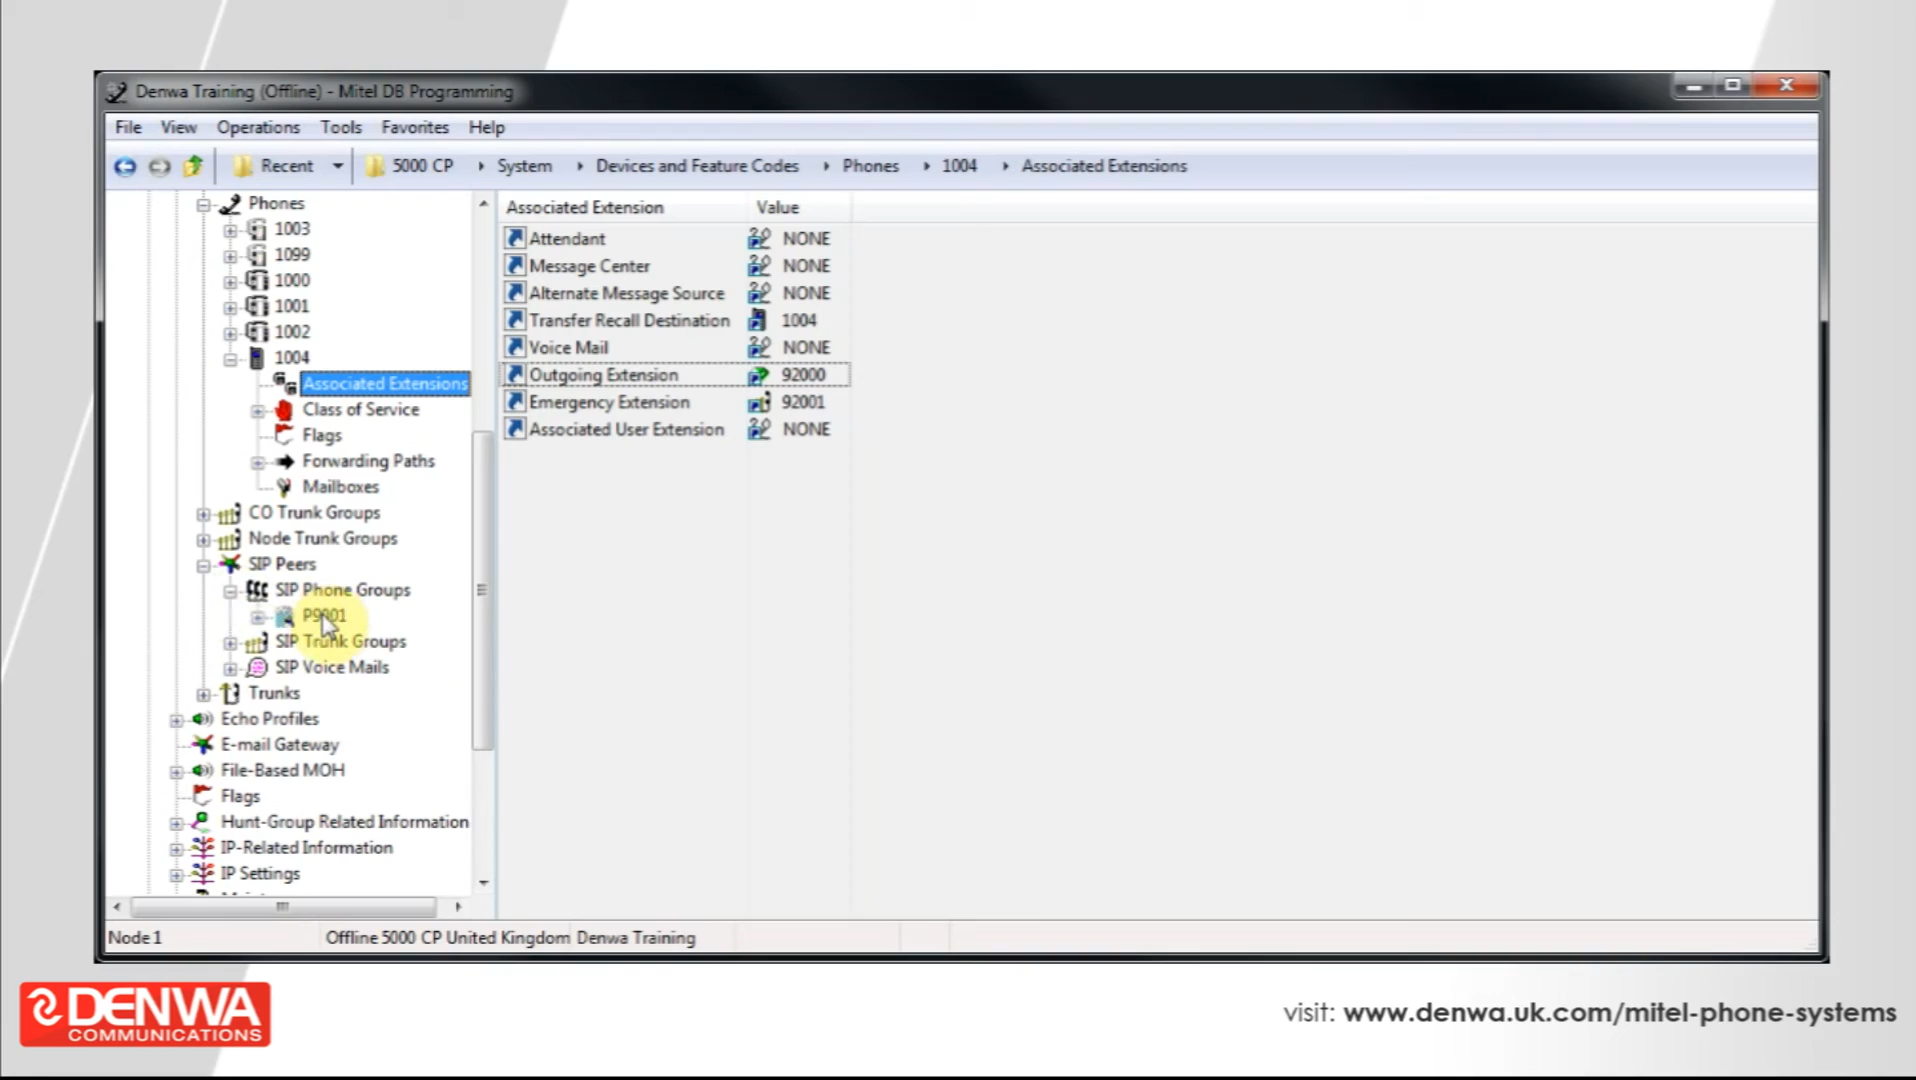 Denwa Training (Offline) - Mitel DB Programming
File View Operations Tools Favorites Help
Recent 5000 CP System Devices and Feature Codes Phones 1004 Associated Extensions
Phones
1003
1099
1000
1001
1002
1004
Associated Extensions
Class of Service
Flags
Forwarding Paths
Mailboxes
CO Trunk Groups
Node Trunk Groups
SIP Peers
SIP Phone Groups
P9001
SIP Trunk Groups
SIP Voice Mails
Trunks
Echo Profiles
E-mail Gateway
File-Based MOH
Flags
Hunt-Group Related Information
IP-Related Information
IP Settings
Associated Extension Value
Attendant NONE
Message Center NONE
Alternate Message Source NONE
Transfer Recall Destination 1004
Voice Mail NONE
Outgoing Extension 92000
Emergency Extension 92001
Associated User Extension NONE
Node 1 Offline 5000 CP United Kingdom Denwa Training
DENWA
COMMUNICATIONS
visit: www.denwa.uk.com/mitel-phone-systems